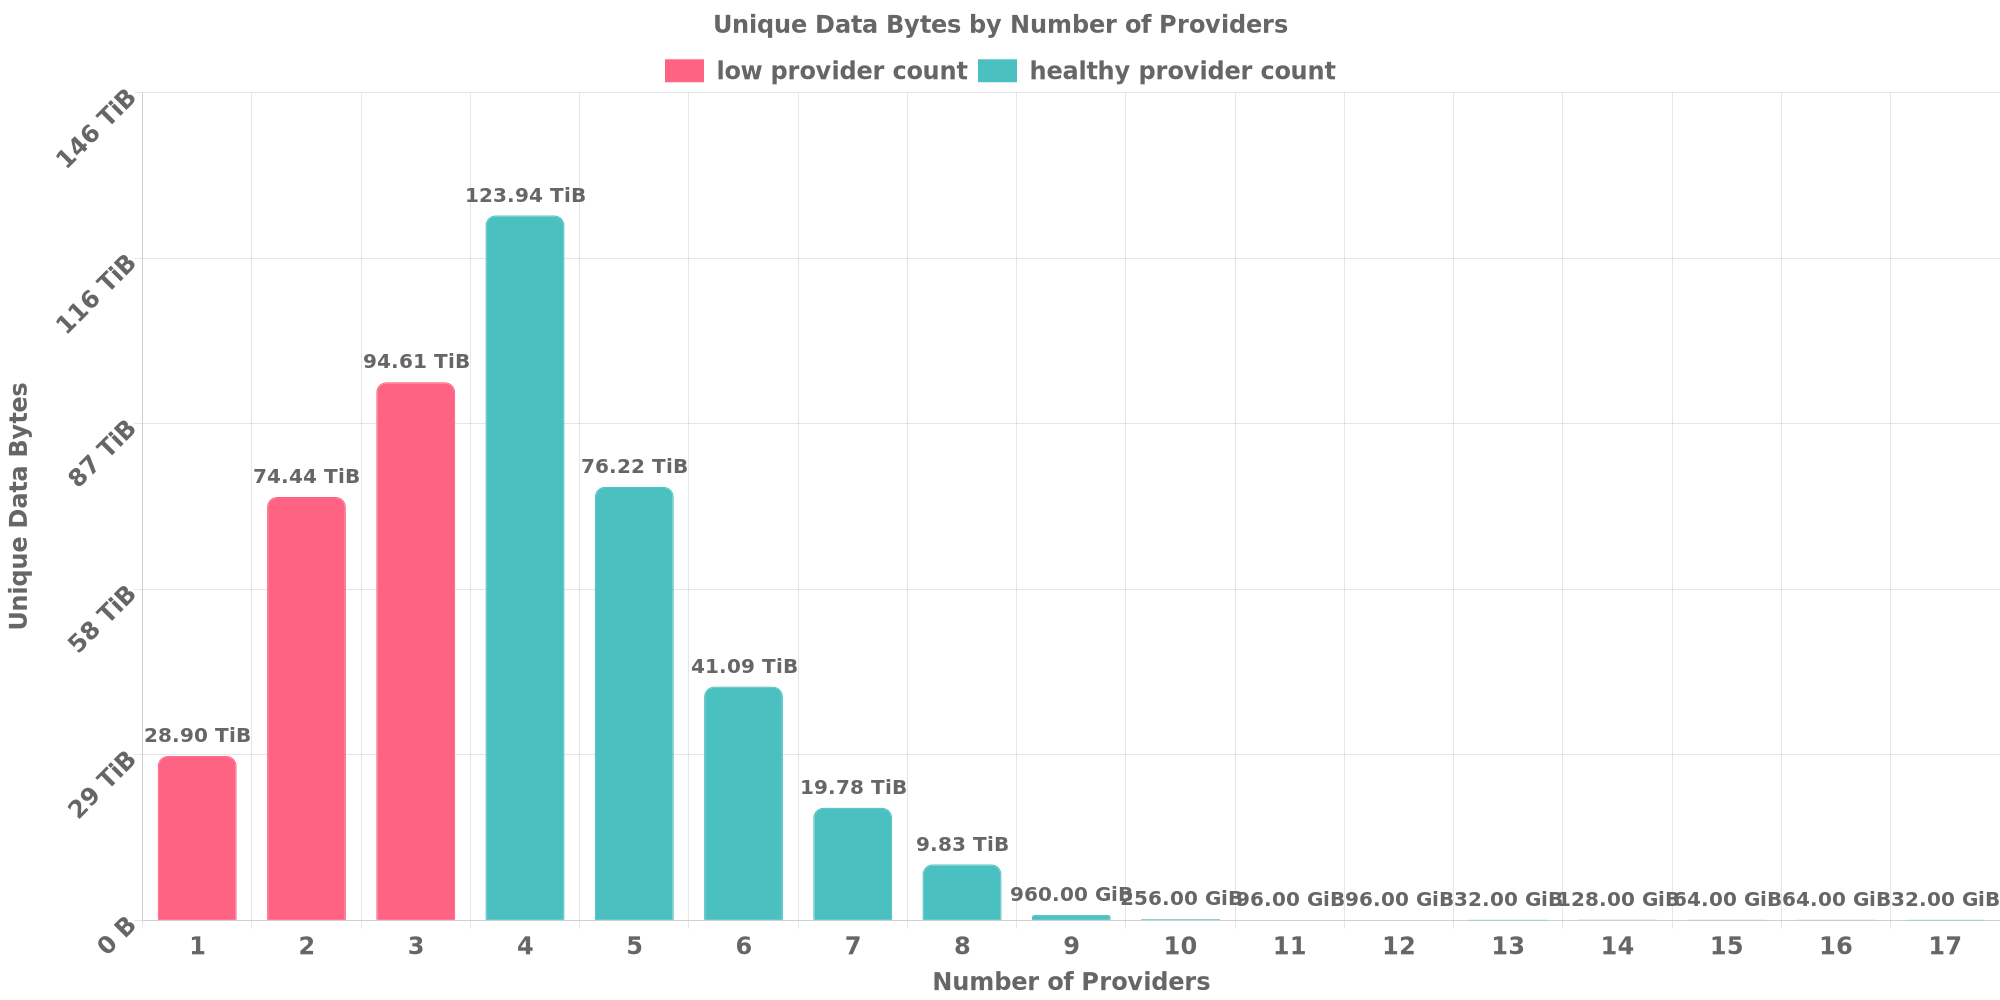 Unique Data Bytes by Number of Providers
low provider count healthy provider count
146 TiB
116 TiB
87 TiB
58 TiB
29 TiB
0 B
Unique Data Bytes
28.90 TiB
74.44 TiB
94.61 TiB
123.94 TiB
76.22 TiB
41.09 TiB
19.78 TiB
9.83 TiB
960.00 GiB
256.00 GiB
96.00 GiB
96.00 GiB
32.00 GiB
128.00 GiB
64.00 GiB
64.00 GiB
32.00 GiB
1 2 3 4 5 6 7 8 9 10 11 12 13 14 15 16 17
Number of Providers